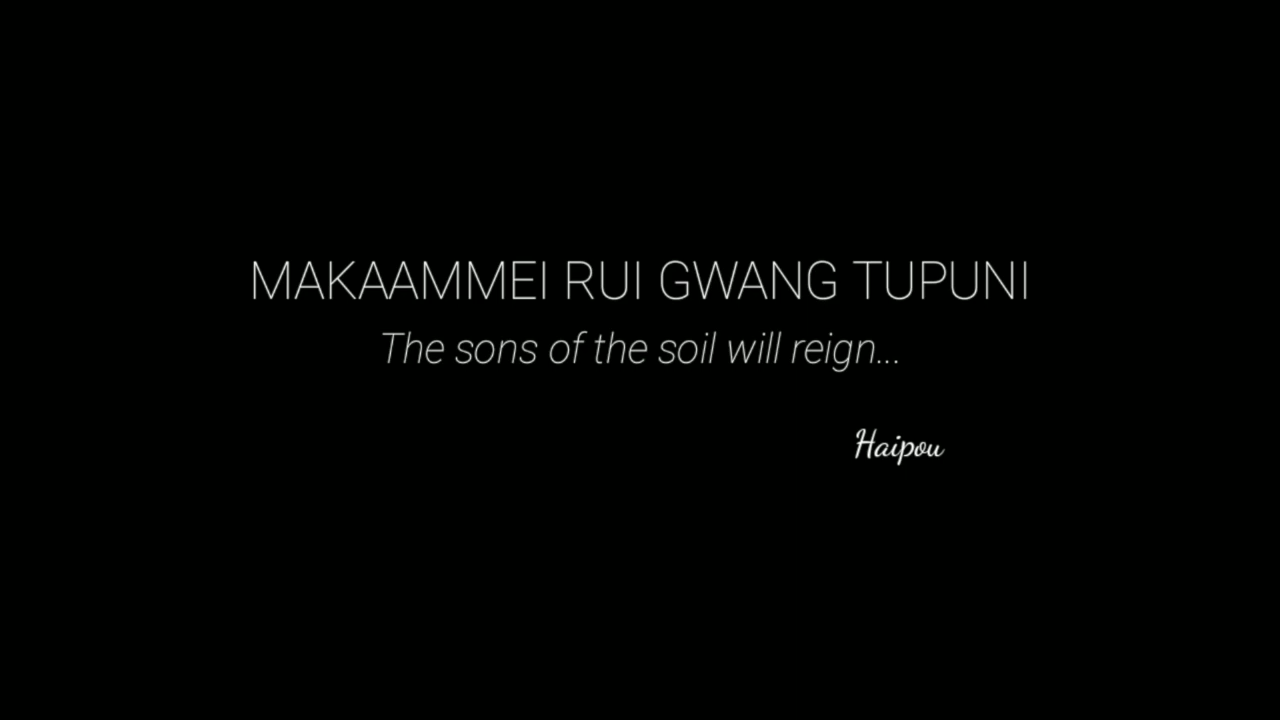 MAKAAMMEI RUI GWANG TUPUNI
The sons of the soil will reign...
Haipou